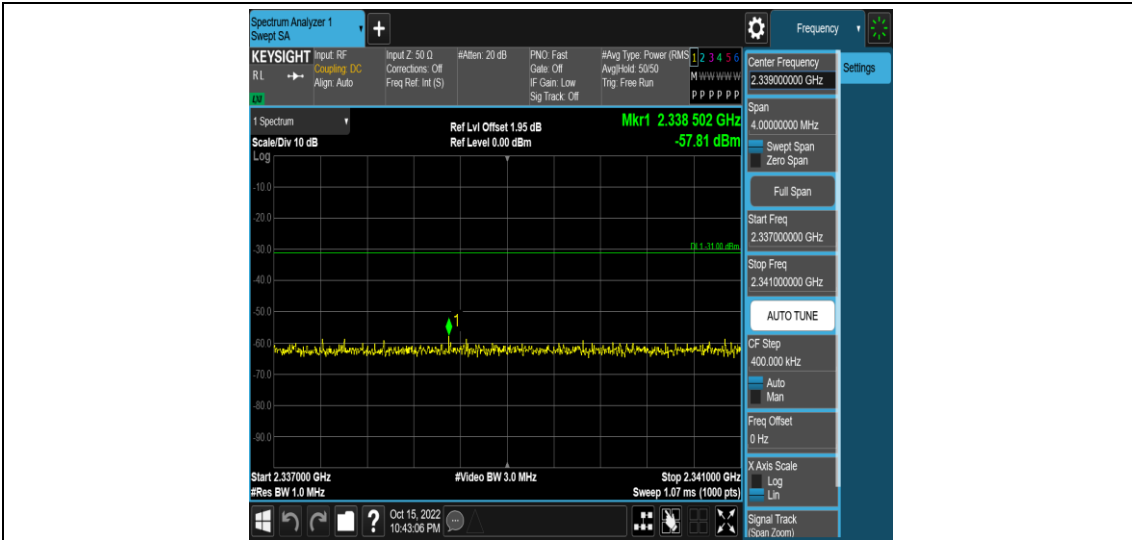 Spectrum Analyzer 1
Swept SA
+
Frequency
KEYSIGHT
RL
Input: RF
Coupling: DC
Align: Auto
Input Z: 50 Ω
Corrections: Off
Freq Ref: Int (S)
#Atten: 20 dB
PNO: Fast
Gate: Off
IF Gain: Low
Sig Track: Off
#Avg Type: Power (RMS
Avg|Hold: 50/50
Trig: Free Run
1 2 3 4 5 6
M W W W W W
P P P P P P
1 Spectrum
Scale/Div 10 dB
Log
Ref Lvl Offset 1.95 dB
Ref Level 0.00 dBm
Mkr1 2.338 502 GHz
-57.81 dBm
-10.0
-20.0
-30.0
DL1 -31.00 dBm
-40.0
-50.0
1
-60.0
-70.0
-80.0
-90.0
Start 2.337000 GHz
#Res BW 1.0 MHz
#Video BW 3.0 MHz
Stop 2.341000 GHz
Sweep 1.07 ms (1000 pts)
Center Frequency
2.339000000 GHz
Span
4.00000000 MHz
Swept Span
Zero Span
Full Span
Start Freq
2.337000000 GHz
Stop Freq
2.341000000 GHz
AUTO TUNE
CF Step
400.000 kHz
Auto
Man
Freq Offset
0 Hz
X Axis Scale
Log
Lin
Signal Track
(Span Zoom)
Settings
?
Oct 15, 2022
10:43:06 PM